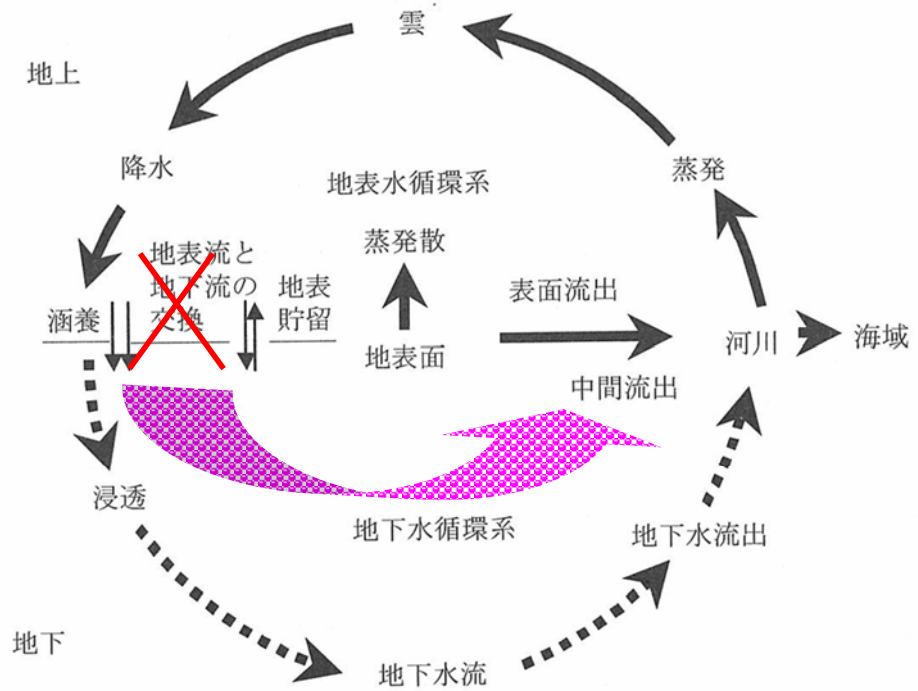 雲
地上
降水
蒸発
地表水循環系
蒸発散
地表流と
地下流の
交換
地表
貯留
涵養
表面流出
地表面
河川
海域
中間流出
浸透
地下水循環系
地下水流出
地下
地下水流